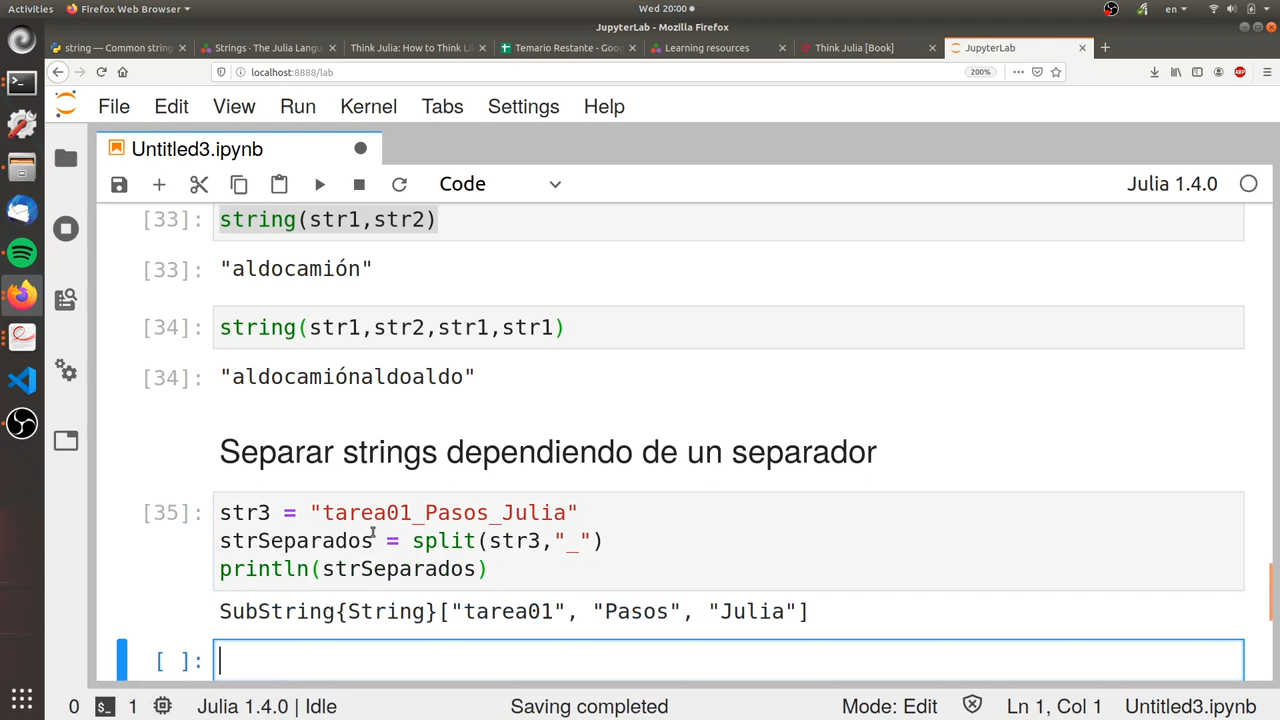 Activities Firefox Web Browser Wed 20:00 en
JupyterLab - Mozilla Firefox
string — Common string Strings · The Julia Langu Think Julia: How to Think Li Temario Restante - Goog Learning resources Think Julia [Book] JupyterLab
localhost:8888/lab 200% ABP
File Edit View Run Kernel Tabs Settings Help
Untitled3.ipynb
Code Julia 1.4.0
[33]: string(str1,str2)
[33]: "aldocamión"
[34]: string(str1,str2,str1,str1)
[34]: "aldocamiónaldoaldo"
Separar strings dependiendo de un separador
[35]: str3 = "tarea01_Pasos_Julia"
strSeparados = split(str3,"_")
println(strSeparados)
SubString{String}["tarea01", "Pasos", "Julia"]
[ ]:
0 1 Julia 1.4.0 | Idle Saving completed Mode: Edit Ln 1, Col 1 Untitled3.ipynb